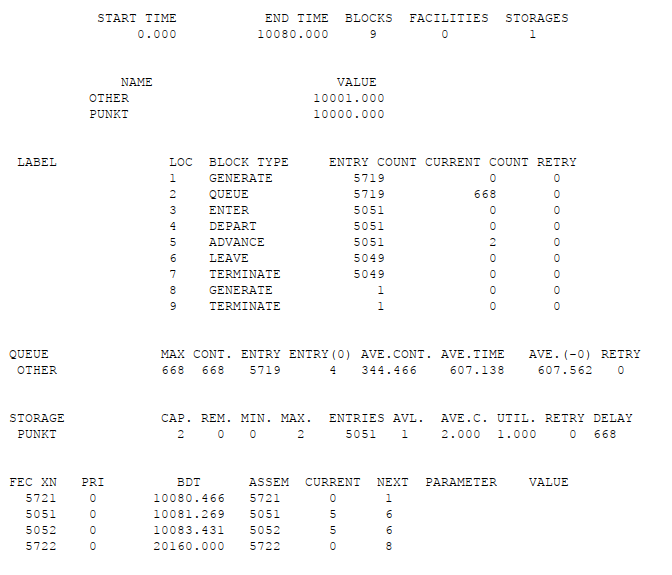 START TIME END TIME BLOCKS FACILITIES STORAGES
0.000 10080.000 9 0 1
NAME VALUE
OTHER 10001.000
PUNKT 10000.000
LABEL LOC BLOCK TYPE ENTRY COUNT CURRENT COUNT RETRY
1 GENERATE 5719 0 0
2 QUEUE 5719 668 0
3 ENTER 5051 0 0
4 DEPART 5051 0 0
5 ADVANCE 5051 2 0
6 LEAVE 5049 0 0
7 TERMINATE 5049 0 0
8 GENERATE 1 0 0
9 TERMINATE 1 0 0
QUEUE MAX CONT. ENTRY ENTRY(0) AVE.CONT. AVE.TIME AVE.(-0) RETRY
OTHER 668 668 5719 4 344.466 607.138 607.562 0
STORAGE CAP. REM. MIN. MAX. ENTRIES AVL. AVE.C. UTIL. RETRY DELAY
PUNKT 2 0 0 2 5051 1 2.000 1.000 0 668
FEC XN PRI BDT ASSEM CURRENT NEXT PARAMETER VALUE
5721 0 10080.466 5721 0 1
5051 0 10081.269 5051 5 6
5052 0 10083.431 5052 5 6
5722 0 20160.000 5722 0 8